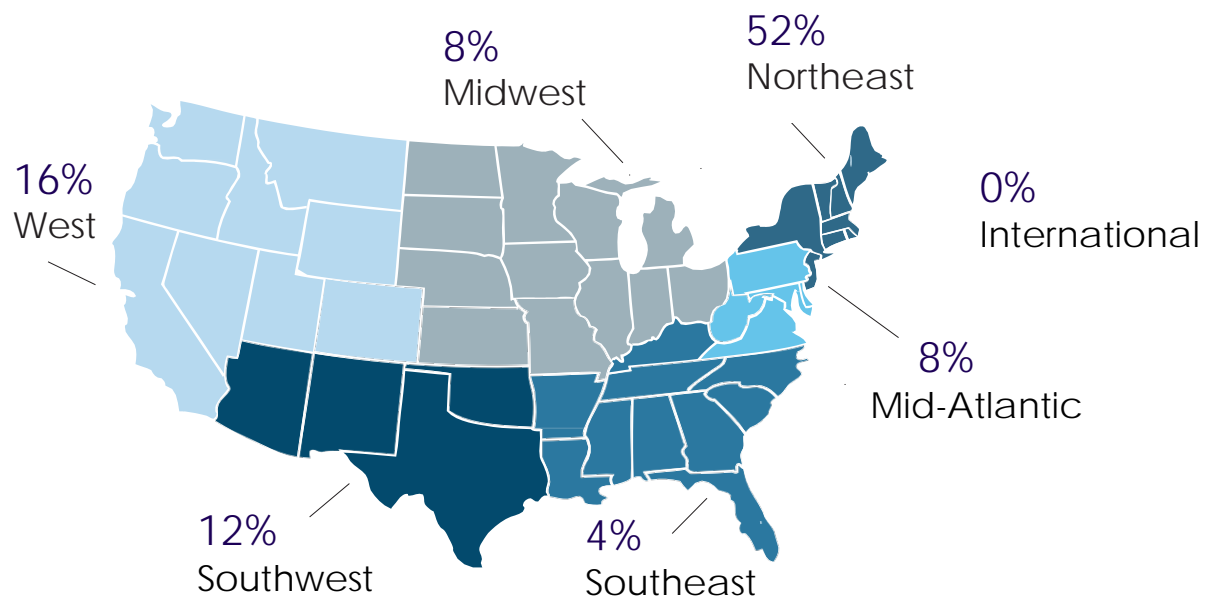 52%
Northeast
8%
Midwest
16%
West
0%
International
8%
Mid-Atlantic
12%
Southwest
4%
Southeast